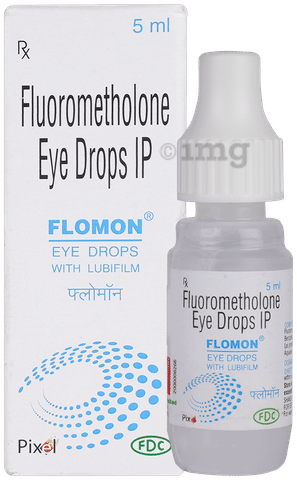 5 ml
Rx
Fluorometholone
Eye Drops IP
FLOMON®
EYE DROPS
WITH LUBIFILM
फ्लोमॉन
Pixel
FDC
1mg
5 ml
Fluorometholone
Eye Drops IP
FLOMON®
EYE DROPS
WITH LUBIFILM
फ्लोमॉन
Pixel
FDC